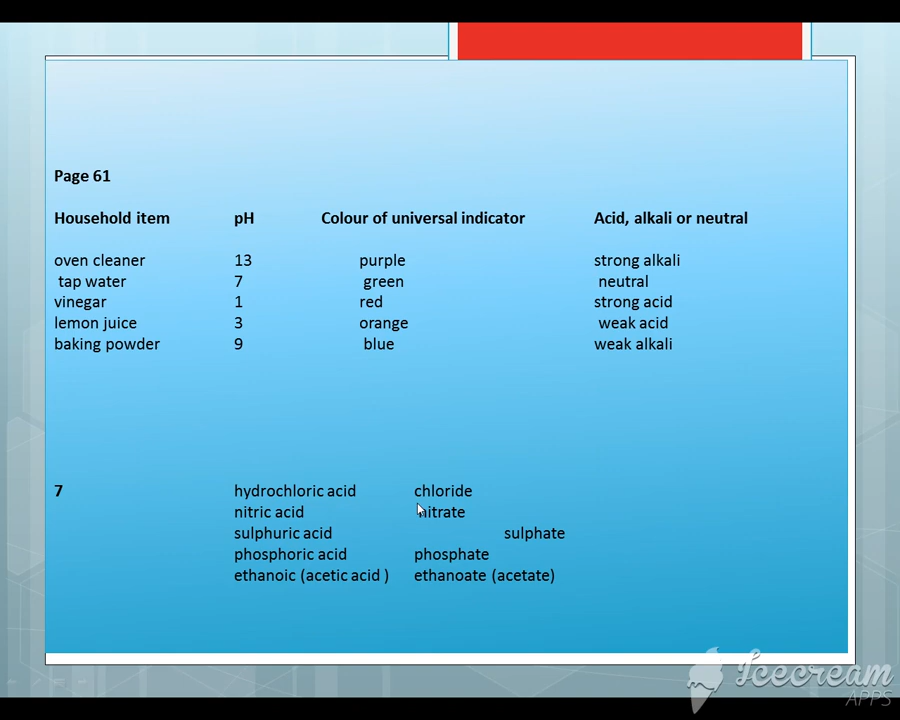 Page 61
Household item pH Colour of universal indicator Acid, alkali or neutral
oven cleaner 13 purple strong alkali
tap water 7 green neutral
vinegar 1 red strong acid
lemon juice 3 orange weak acid
baking powder 9 blue weak alkali
7 hydrochloric acid chloride
nitric acid nitrate
sulphuric acid sulphate
phosphoric acid phosphate
ethanoic (acetic acid ) ethanoate (acetate)
Icecream
APPS